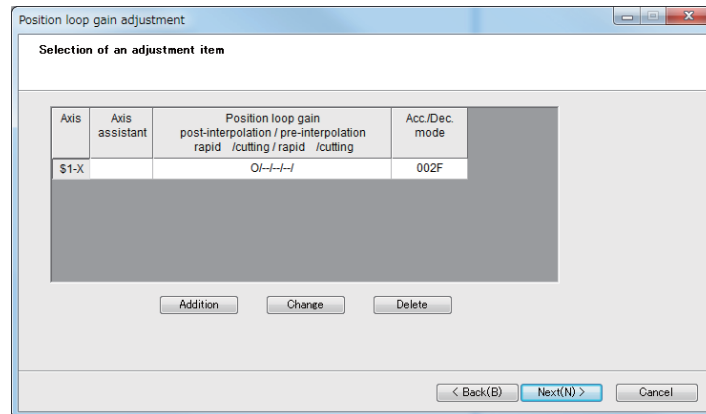 Position loop gain adjustment
Selection of an adjustment item
Axis
Axis
assistant
Position loop gain
post-interpolation / pre-interpolation
rapid /cutting / rapid /cutting
Acc./Dec.
mode
$1-X
O/--/--/--/
002F
Addition
Change
Delete
< Back(B)
Next(N) >
Cancel